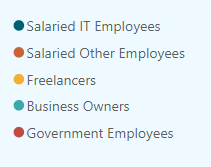 Salaried IT Employees
Salaried Other Employees
Freelancers
Business Owners
Government Employees